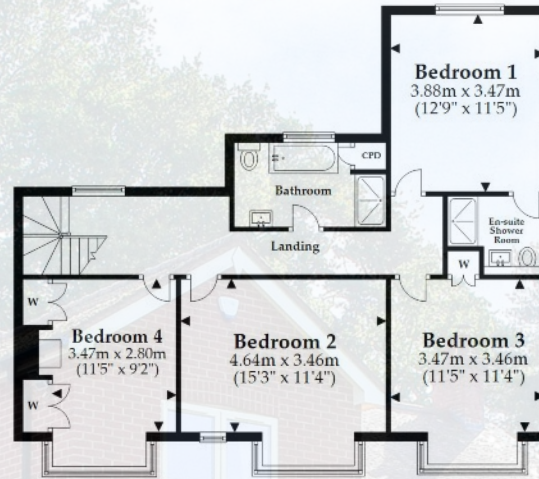 Bedroom 1
3.88m x 3.47m
(12'9" x 11'5")
CPD
Bathroom
En-suite
Shower
Room
Landing
W
W
Bedroom 4
3.47m x 2.80m
(11'5" x 9'2")
W
Bedroom 2
4.64m x 3.46m
(15'3" x 11'4")
Bedroom 3
3.47m x 3.46m
(11'5" x 11'4")